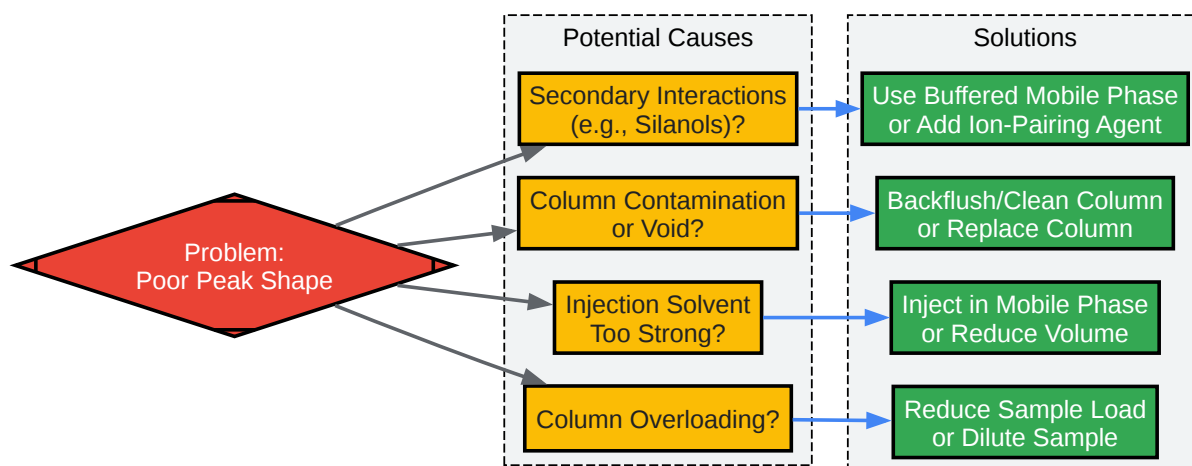 Potential Causes
Solutions
Secondary Interactions
(e.g., Silanols)?
Use Buffered Mobile Phase
or Add Ion-Pairing Agent
Column Contamination
or Void?
Backflush/Clean Column
or Replace Column
Problem:
Poor Peak Shape
Injection Solvent
Too Strong?
Inject in Mobile Phase
or Reduce Volume
Column Overloading?
Reduce Sample Load
or Dilute Sample